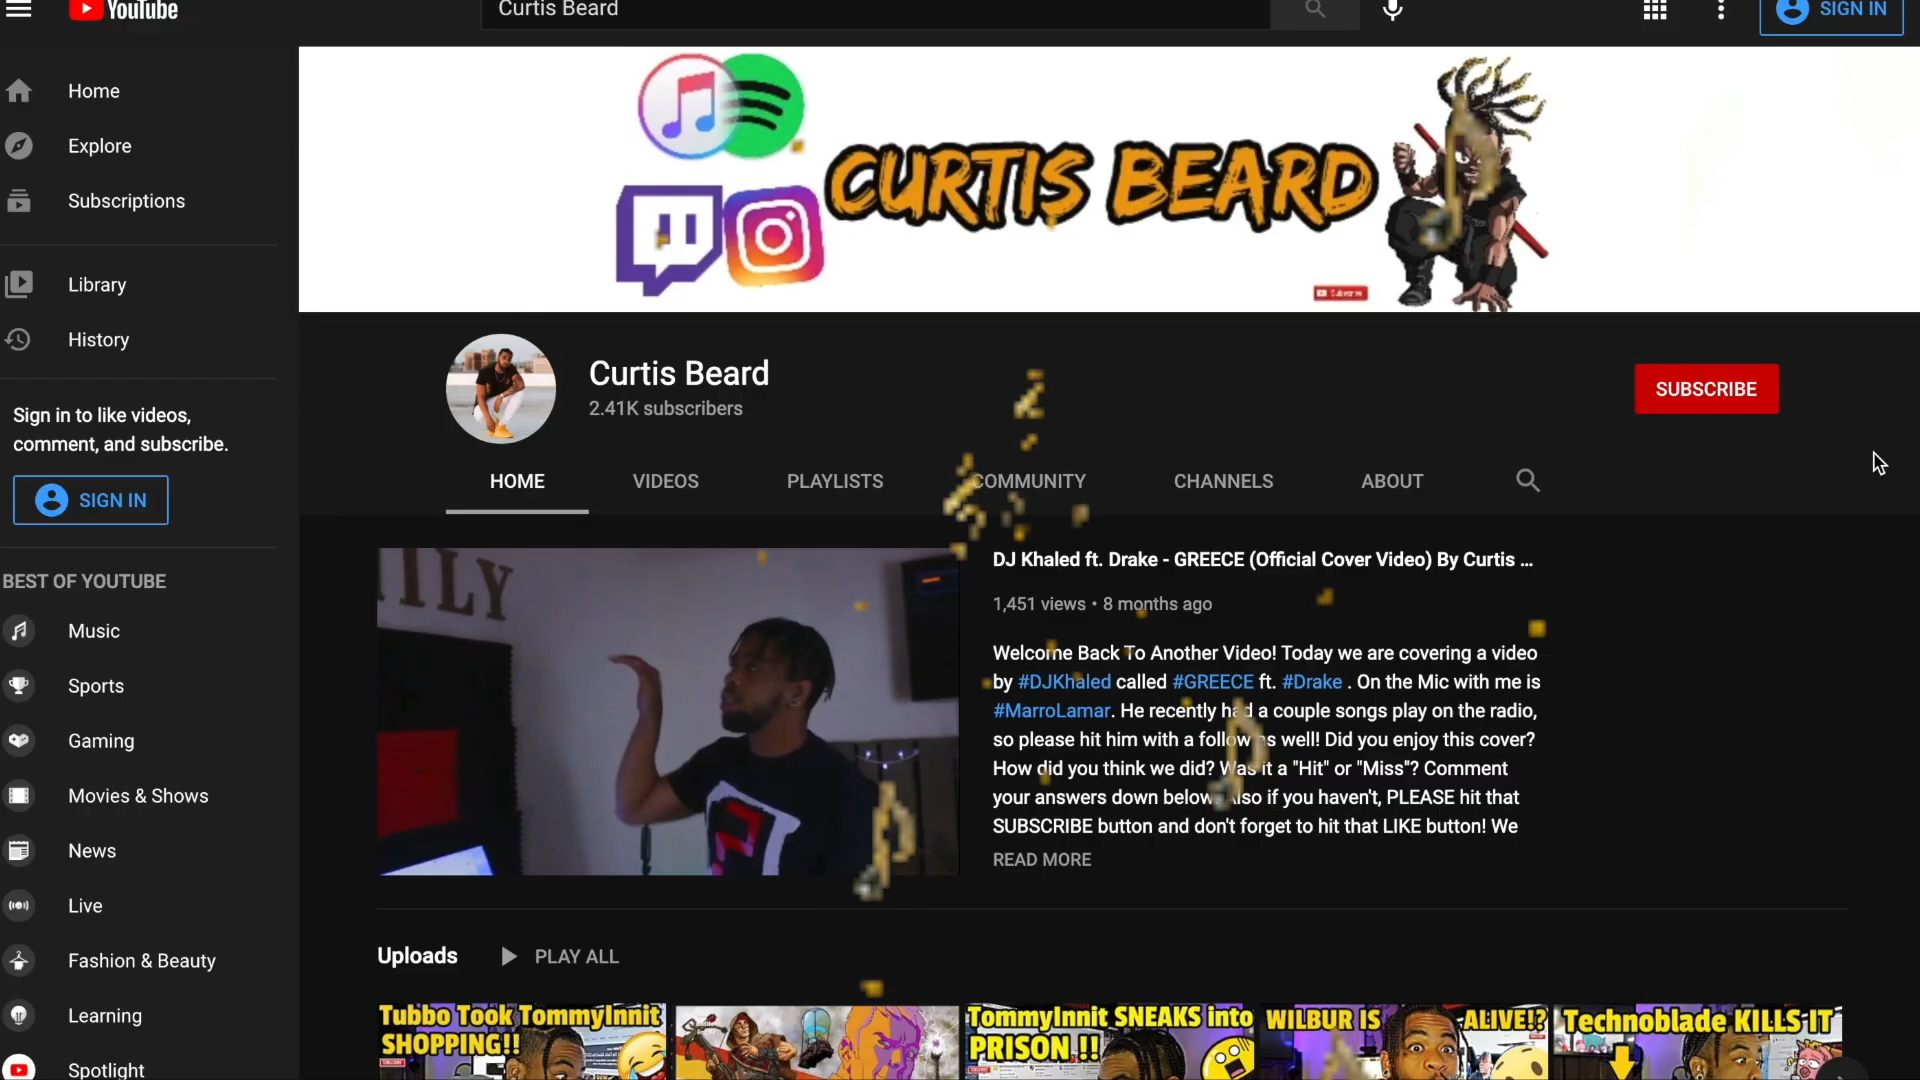 YouTube
Curtis Beard
SIGN IN
Home
Explore
Subscriptions
Library
History
Sign in to like videos,
comment, and subscribe.
SIGN IN
BEST OF YOUTUBE
Music
Sports
Gaming
Movies & Shows
News
Live
Fashion & Beauty
Learning
Spotlight
CURTIS BEARD
Curtis Beard
2.41K subscribers
SUBSCRIBE
HOME
VIDEOS
PLAYLISTS
COMMUNITY
CHANNELS
ABOUT
DJ Khaled ft. Drake - GREECE (Official Cover Video) By Curtis ...
1,451 views • 8 months ago
Welcome Back To Another Video! Today we are covering a video
by #DJKhaled called #GREECE ft. #Drake . On the Mic with me is
#MarroLamar. He recently had a couple songs play on the radio,
so please hit him with a follow as well! Did you enjoy this cover?
How did you think we did? Was it a "Hit" or "Miss"? Comment
your answers down below. Also if you haven't, PLEASE hit that
SUBSCRIBE button and don't forget to hit that LIKE button! We
READ MORE
Uploads
PLAY ALL
Tubbo Took TommyInnit
SHOPPING!!
TommyInnit SNEAKS into
PRISON !!
WILBUR IS ALIVE!?
Technoblade KILLS IT